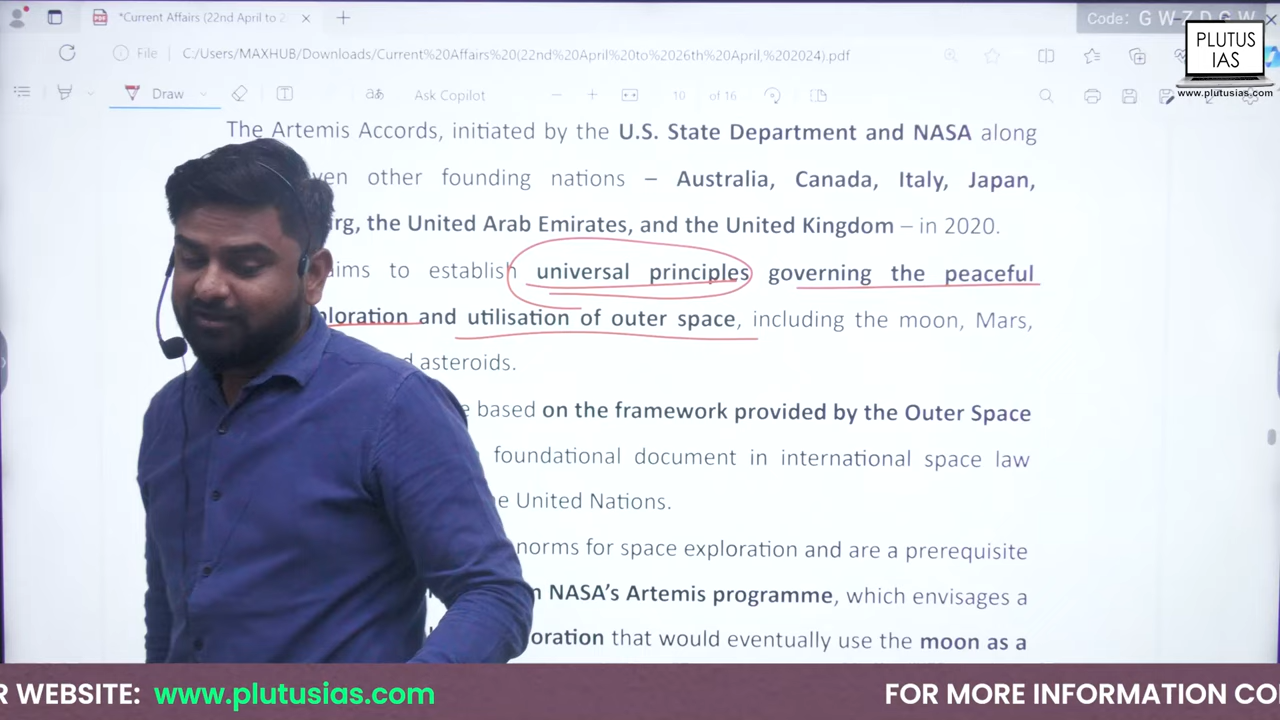 *Current Affairs (22nd April to 2
Code: G W Z D G W
File C:/Users/MAXHUB/Downloads/Current%20Affairs%20(22nd%20April%20to%2026th%20April,%202024).pdf
PLUTUS
IAS
www.plutusias.com
Draw
Ask Copilot
10 of 16
The Artemis Accords, initiated by the U.S. State Department and NASA along
ven other founding nations – Australia, Canada, Italy, Japan,
rg, the United Arab Emirates, and the United Kingdom – in 2020.
aims to establish universal principles governing the peaceful
loration and utilisation of outer space, including the moon, Mars,
asteroids.
based on the framework provided by the Outer Space
foundational document in international space law
e United Nations.
norms for space exploration and are a prerequisite
NASA's Artemis programme, which envisages a
oration that would eventually use the moon as a
R WEBSITE: www.plutusias.com
FOR MORE INFORMATION CO